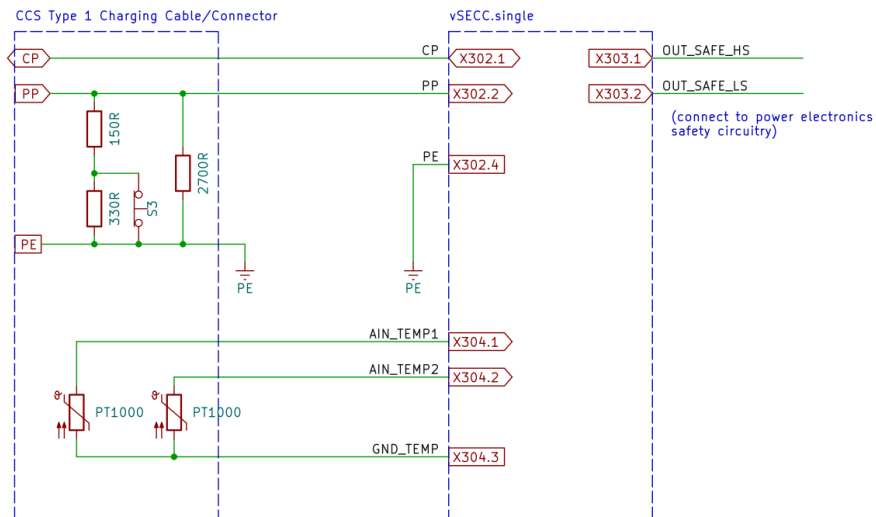 CCS Type 1 Charging Cable/Connector
vSECC.single
CP
CP
X302.1
X303.1
OUT_SAFE_HS
PP
PP
X302.2
X303.2
OUT_SAFE_LS
(connect to power electronics
safety circuitry)
150R
2700R
330R
S3
PE
X302.4
PE
PE
PE
AIN_TEMP1
X304.1
AIN_TEMP2
X304.2
PT1000
PT1000
GND_TEMP
X304.3